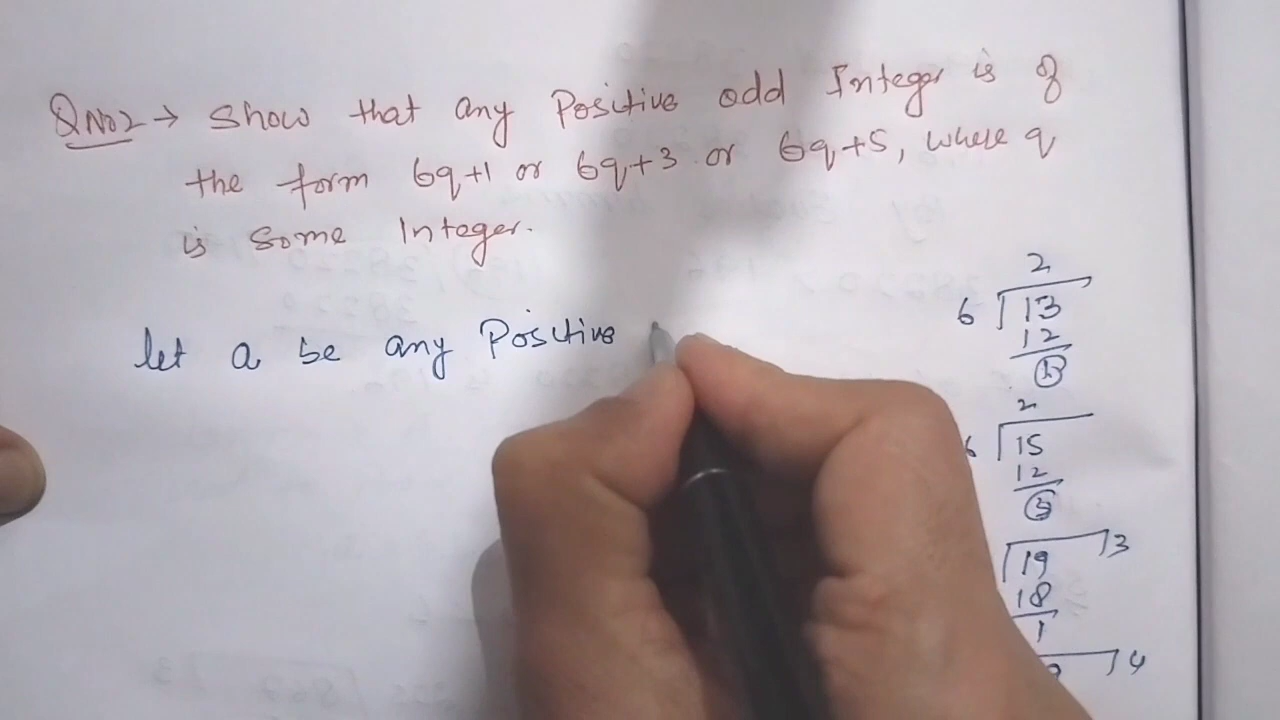 QNo2→ Show that any Positive odd Integer is of
the form 6q+1 or 6q+3 or 6q+5, where q
is Some Integer.
let a be any Positive
2
6 13
12
2
6 15
12
3
19 3
18
1
4